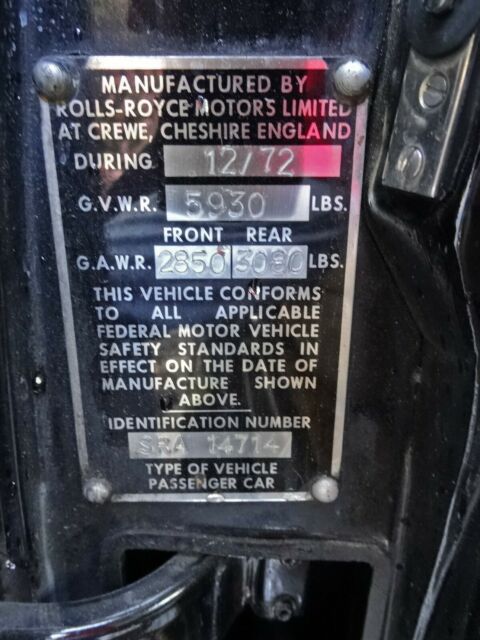 MANUFACTURED BY
ROLLS-ROYCE MOTORS LIMITED
AT CREWE, CHESHIRE ENGLAND
DURING 12/72
G.V.W.R. 5930 LBS.
FRONT REAR
G.A.W.R. 2850 3080 LBS.
THIS VEHICLE CONFORMS
TO ALL APPLICABLE
FEDERAL MOTOR VEHICLE
SAFETY STANDARDS IN
EFFECT ON THE DATE OF
MANUFACTURE SHOWN
ABOVE.
IDENTIFICATION NUMBER
SRA 14714
TYPE OF VEHICLE
PASSENGER CAR